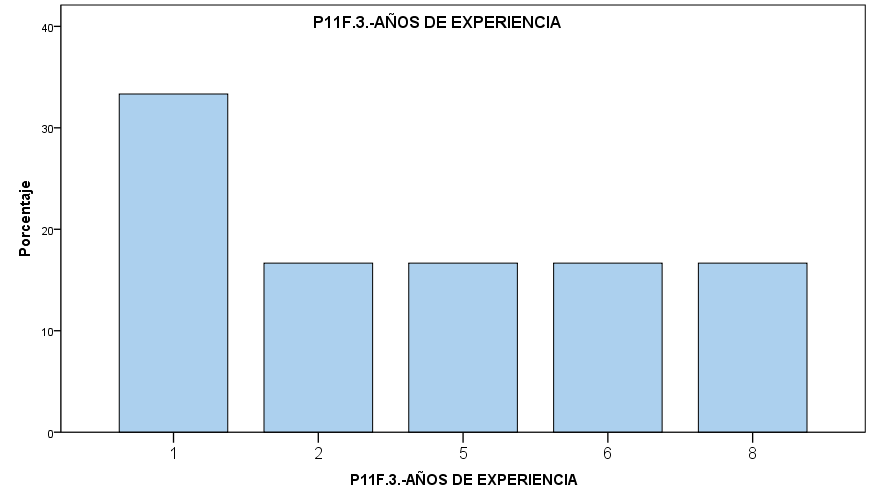 P11F.3.-AÑOS DE EXPERIENCIA
Porcentaje
40
30
20
10
0
1 2 5 6 8
P11F.3.-AÑOS DE EXPERIENCIA